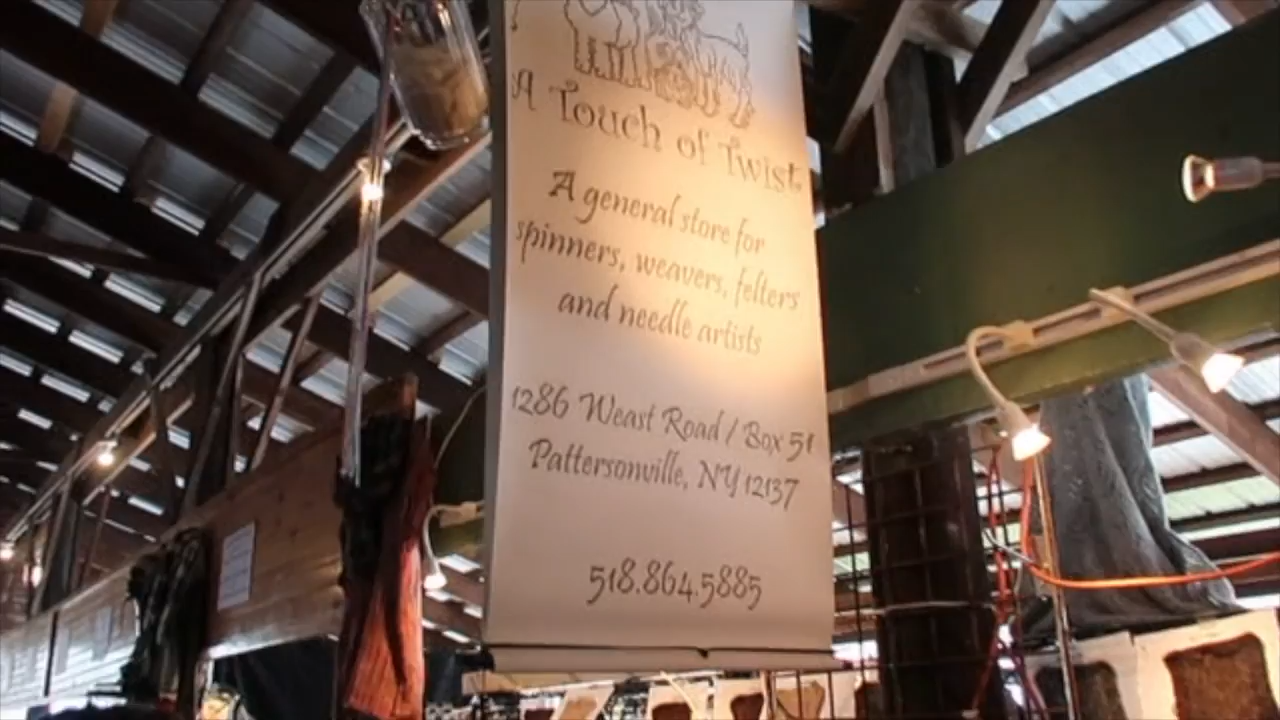 A Touch of Twist
A general store for
spinners, weavers, felters
and needle artists
1286 Weast Road / Box 51
Pattersonville, NY 12137
518.864.5885